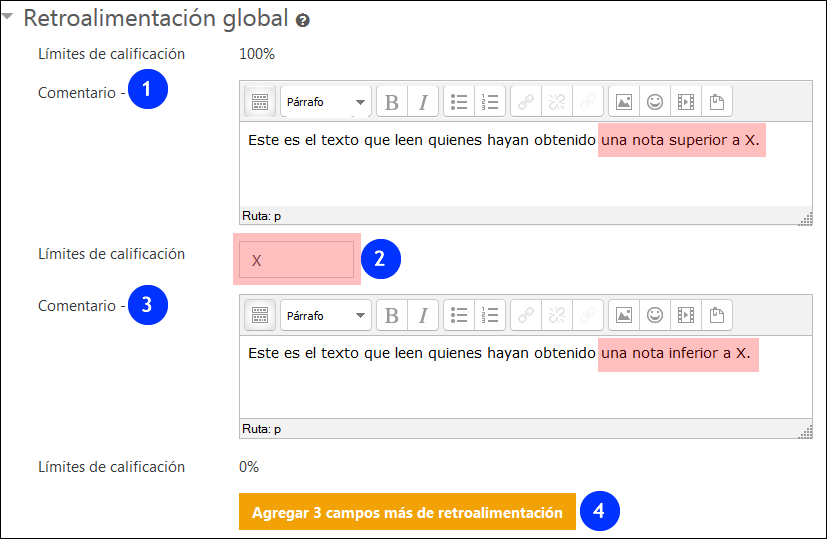 Retroalimentación global ?
Límites de calificación 100%
Comentario - 1
Párrafo B I
Este es el texto que leen quienes hayan obtenido una nota superior a X.
Ruta: p
Límites de calificación X 2
Comentario - 3
Párrafo B I
Este es el texto que leen quienes hayan obtenido una nota inferior a X.
Ruta: p
Límites de calificación 0%
Agregar 3 campos más de retroalimentación 4